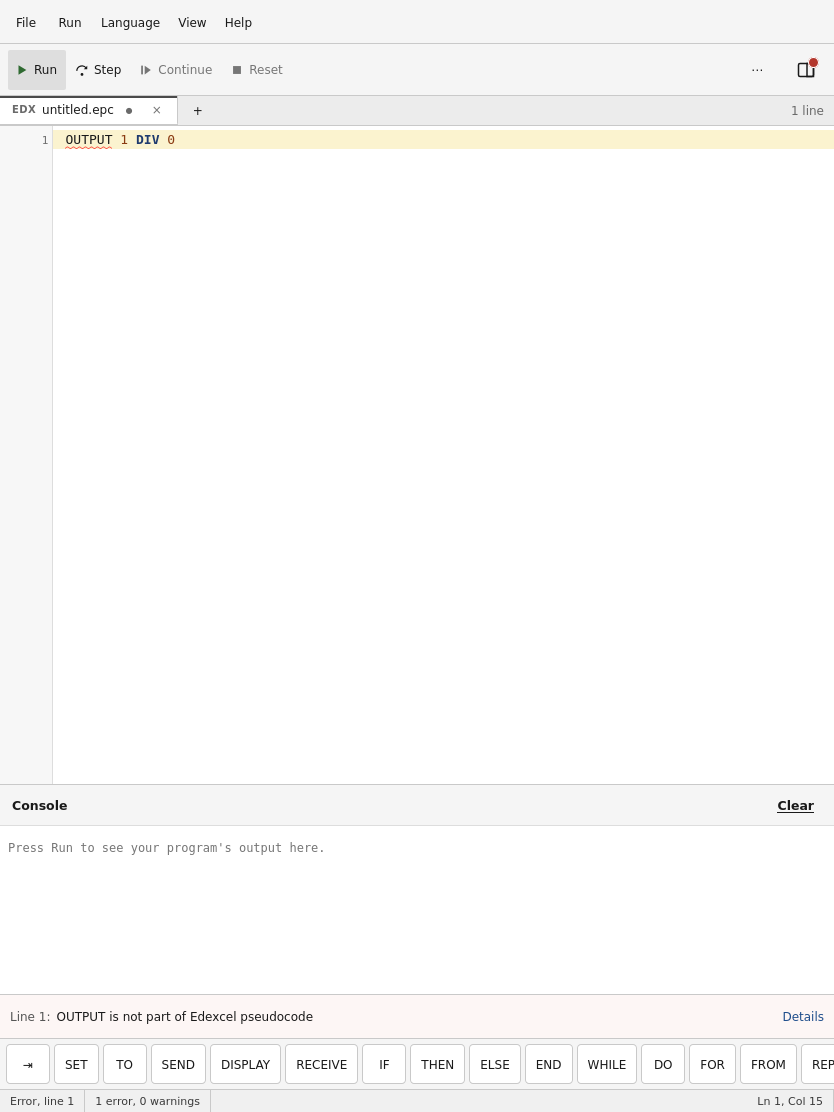 File Run Language View Help
Run Step Continue Reset ...
EDX untitled.epc ● × + 1 line
1 OUTPUT 1 DIV 0
Console Clear
Press Run to see your program's output here.
Line 1: OUTPUT is not part of Edexcel pseudocode Details
⇥ SET TO SEND DISPLAY RECEIVE IF THEN ELSE END WHILE DO FOR FROM REP
Error, line 1 1 error, 0 warnings Ln 1, Col 15